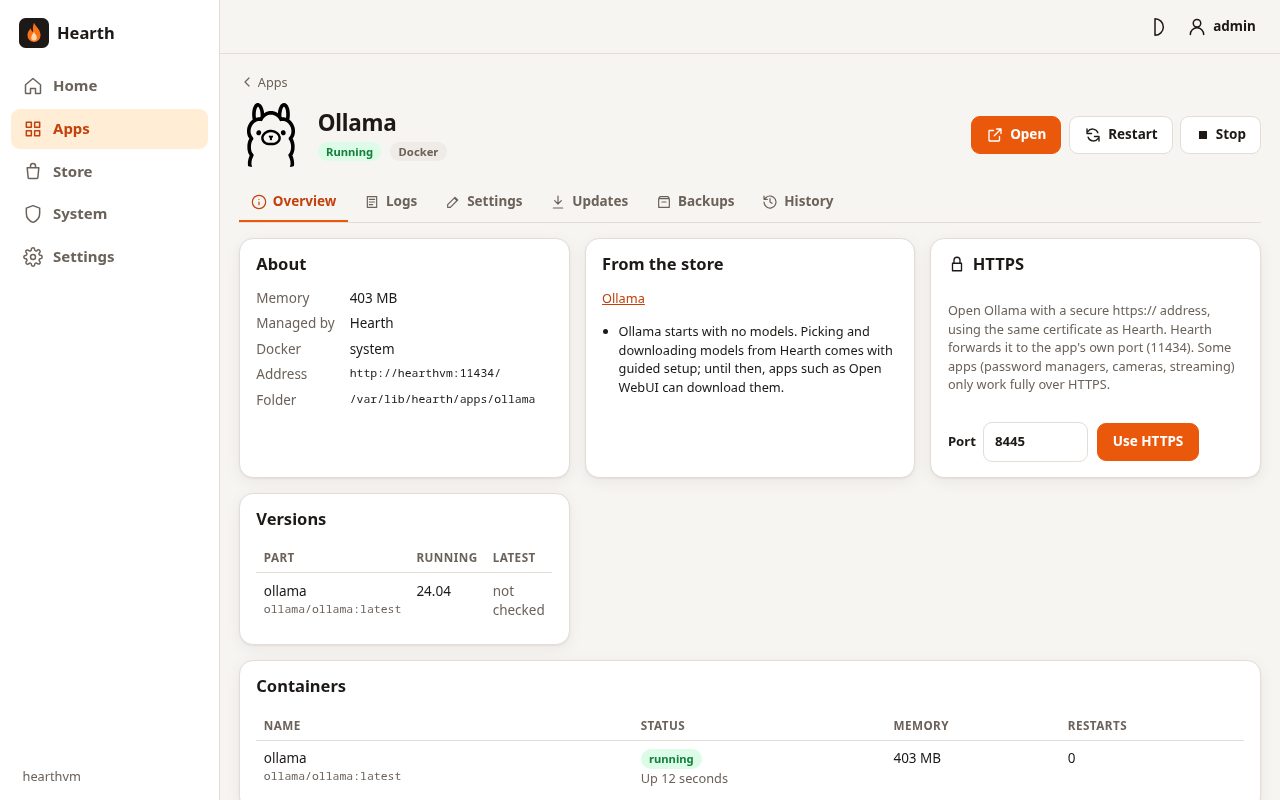 Hearth
Home
Apps
Store
System
Settings
hearthvm
admin
Apps
Ollama
Running
Docker
Open
Restart
Stop
Overview
Logs
Settings
Updates
Backups
History
About
Memory 403 MB
Managed by Hearth
Docker system
Address http://hearthvm:11434/
Folder /var/lib/hearth/apps/ollama
From the store
Ollama
• Ollama starts with no models. Picking and
downloading models from Hearth comes with
guided setup; until then, apps such as Open
WebUI can download them.
HTTPS
Open Ollama with a secure https:// address,
using the same certificate as Hearth. Hearth
forwards it to the app's own port (11434). Some
apps (password managers, cameras, streaming)
only work fully over HTTPS.
Port 8445 Use HTTPS
Versions
PART RUNNING LATEST
ollama 24.04 not
ollama/ollama:latest checked
Containers
NAME STATUS MEMORY RESTARTS
ollama running 403 MB 0
ollama/ollama:latest Up 12 seconds